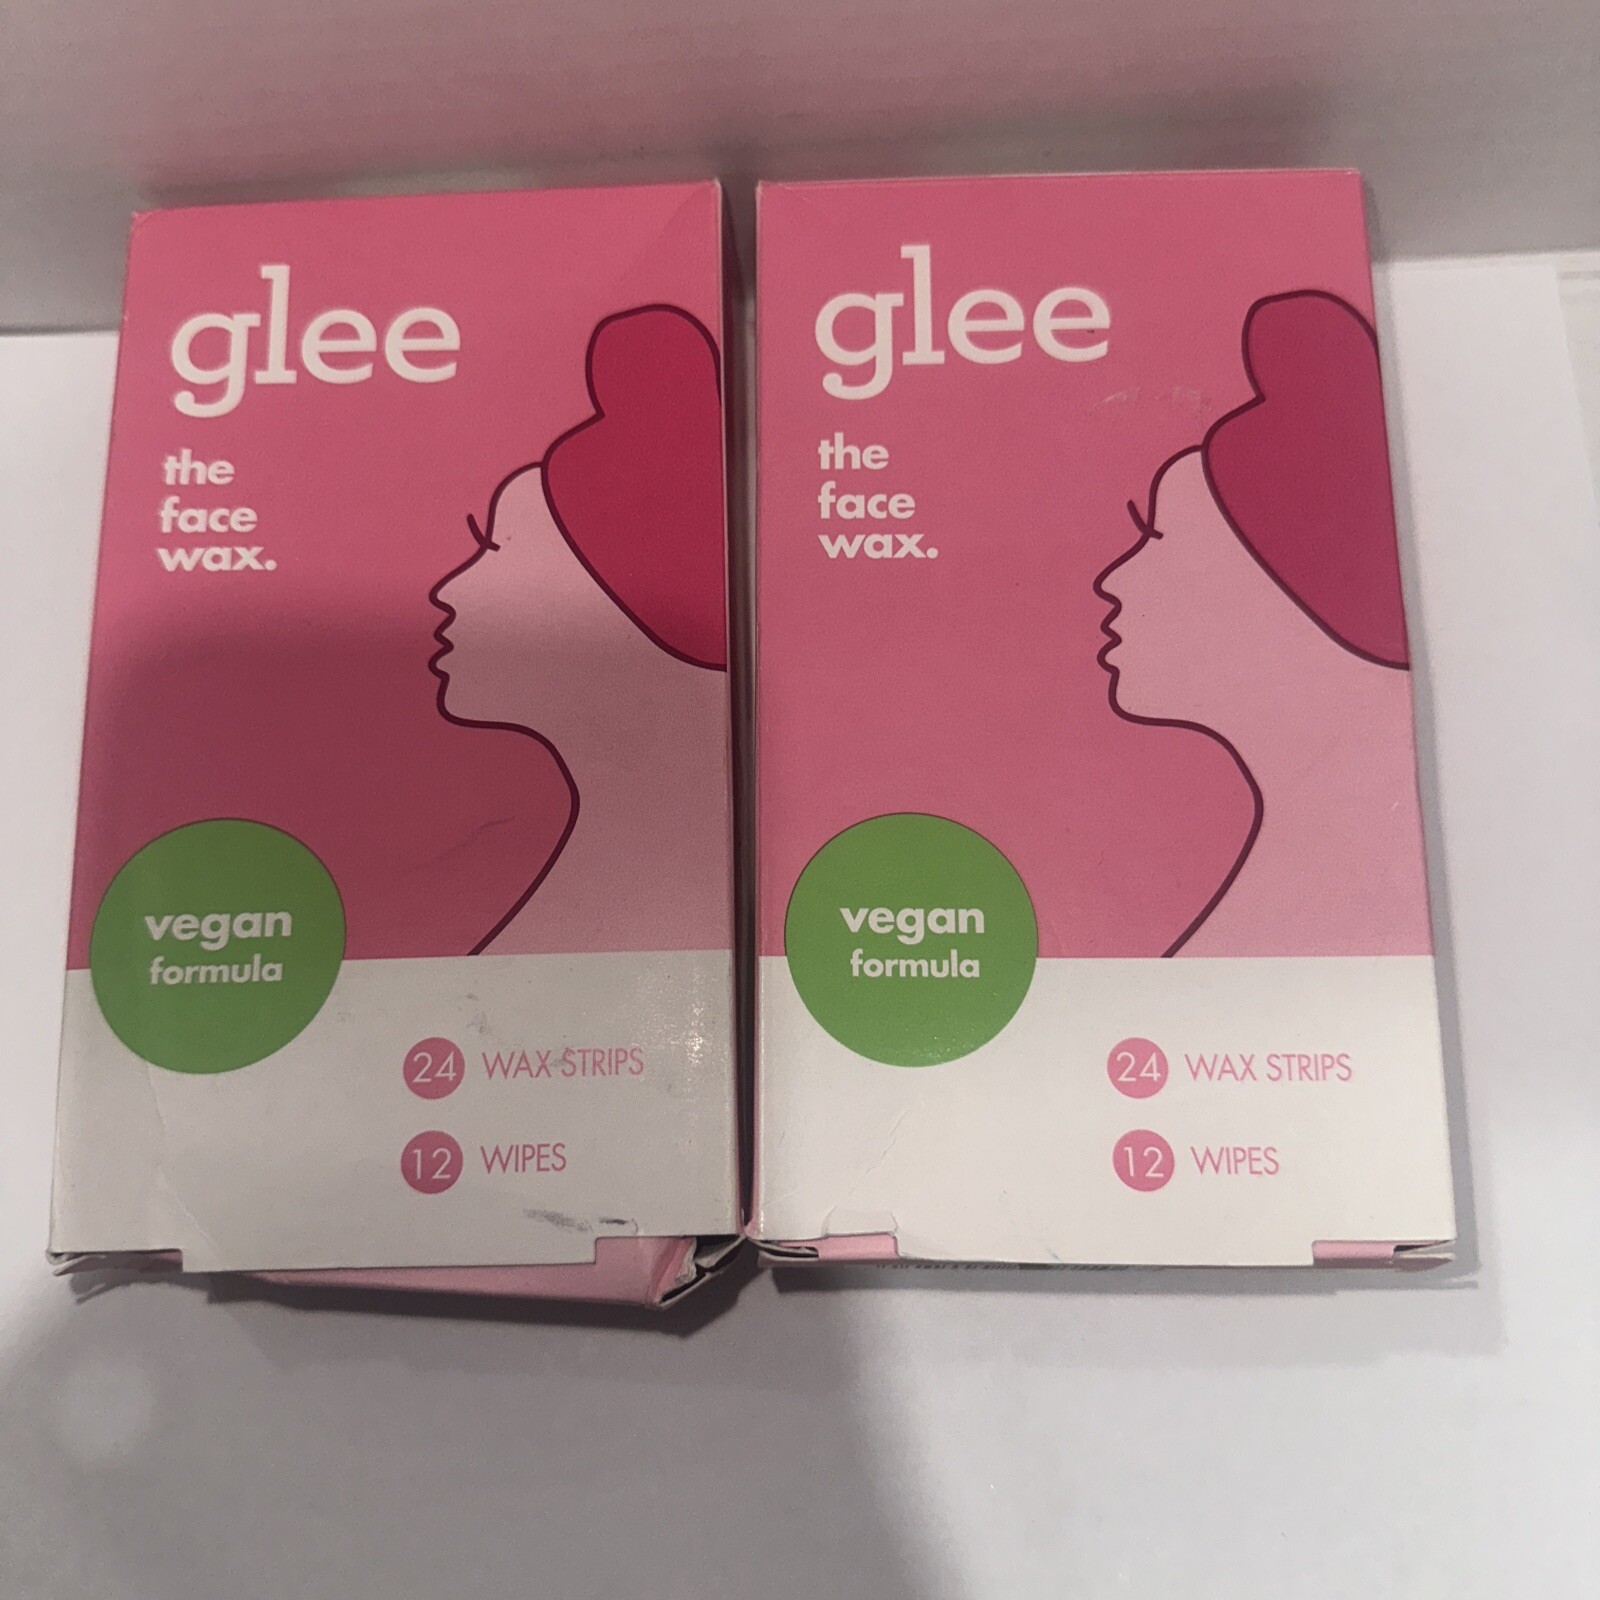 glee
the
face
wax.
vegan
formula
24 WAX STRIPS
12 WIPES
glee
the
face
wax.
vegan
formula
24 WAX STRIPS
12 WIPES